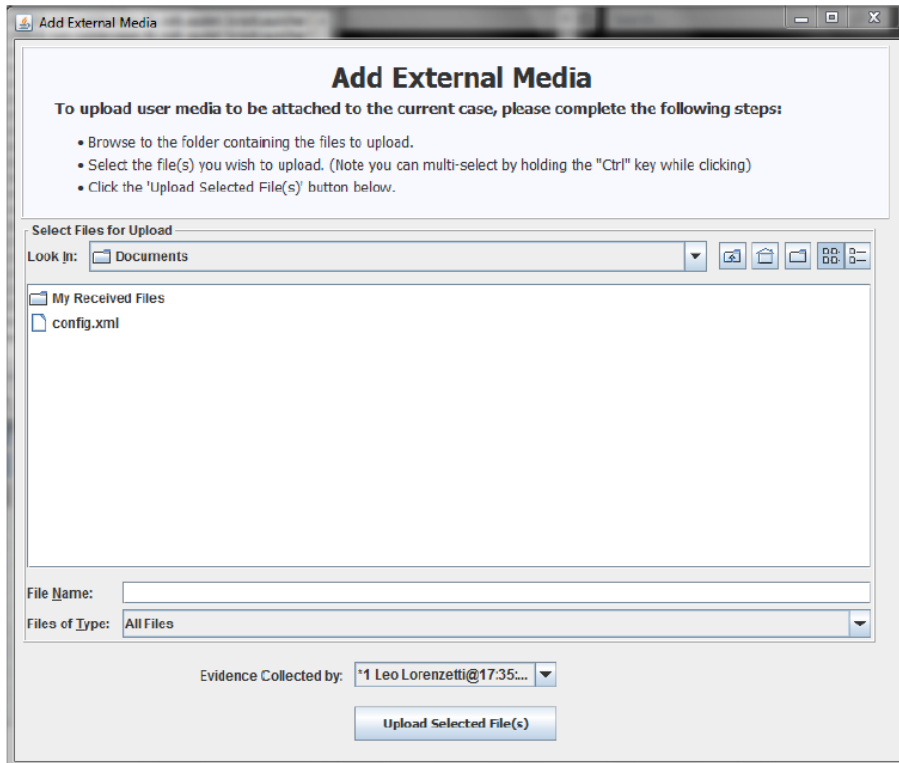 Add External Media
Add External Media
To upload user media to be attached to the current case, please complete the following steps:
• Browse to the folder containing the files to upload.
• Select the file(s) you wish to upload. (Note you can multi-select by holding the "Ctrl" key while clicking)
• Click the 'Upload Selected File(s)' button below.
Select Files for Upload
Look In: Documents
My Received Files
config.xml
File Name:
Files of Type: All Files
Evidence Collected by: *1 Leo Lorenzetti@17:35:...
Upload Selected File(s)